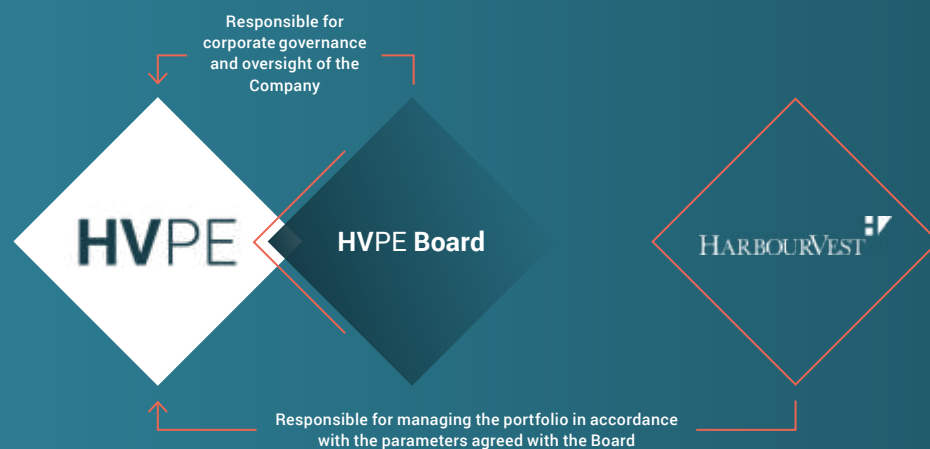 Responsible for
corporate governance
and oversight of the
Company
HVPE
HVPE Board
HARBOURVEST
Responsible for managing the portfolio in accordance
with the parameters agreed with the Board